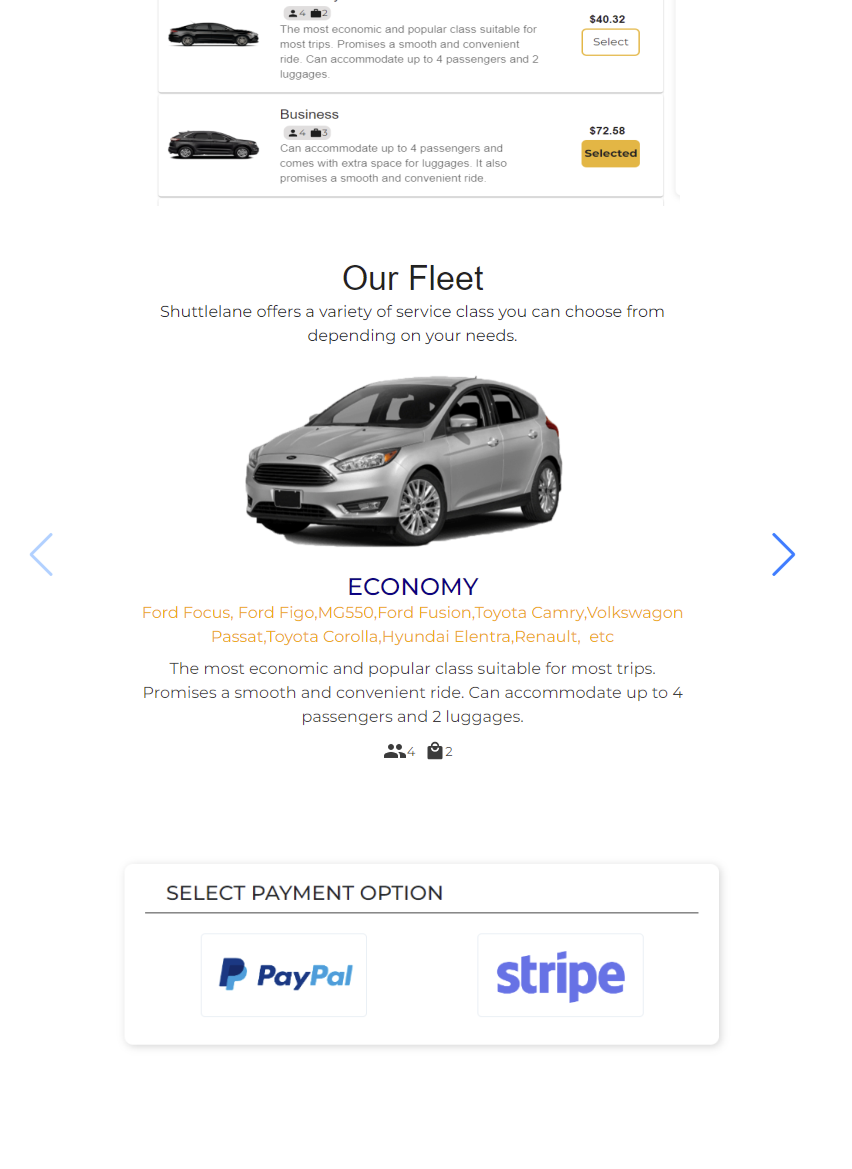 4 2
$40.32
The most economic and popular class suitable for
most trips. Promises a smooth and convenient
ride. Can accommodate up to 4 passengers and 2
luggages.
Select
Business
4 3
$72.58
Can accommodate up to 4 passengers and
comes with extra space for luggages. It also
promises a smooth and convenient ride.
Selected
Our Fleet
Shuttlelane offers a variety of service class you can choose from
depending on your needs.
ECONOMY
Ford Focus, Ford Figo,MG550,Ford Fusion,Toyota Camry,Volkswagon
Passat,Toyota Corolla,Hyundai Elentra,Renault, etc
The most economic and popular class suitable for most trips.
Promises a smooth and convenient ride. Can accommodate up to 4
passengers and 2 luggages.
4 2
SELECT PAYMENT OPTION
PayPal
stripe